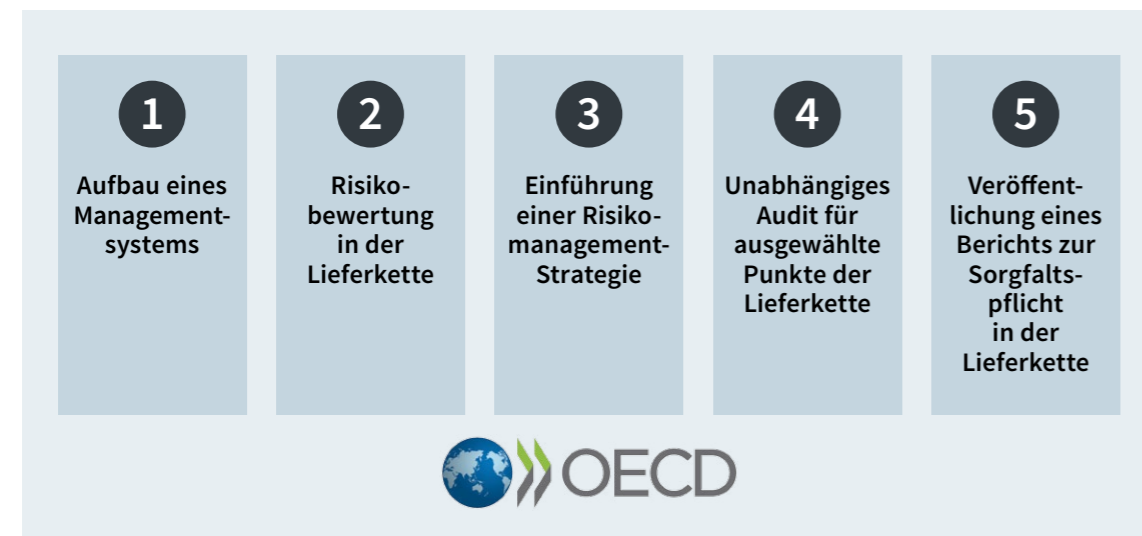 1
Aufbau eines
Management-
systems
2
Risiko-
bewertung
in der
Lieferkette
3
Einführung
einer Risiko-
management-
Strategie
4
Unabhängiges
Audit für
ausgewählte
Punkte der
Lieferkette
5
Veröffent-
lichung eines
Berichts zur
Sorgfalts-
pflicht
in der
Lieferkette
OECD